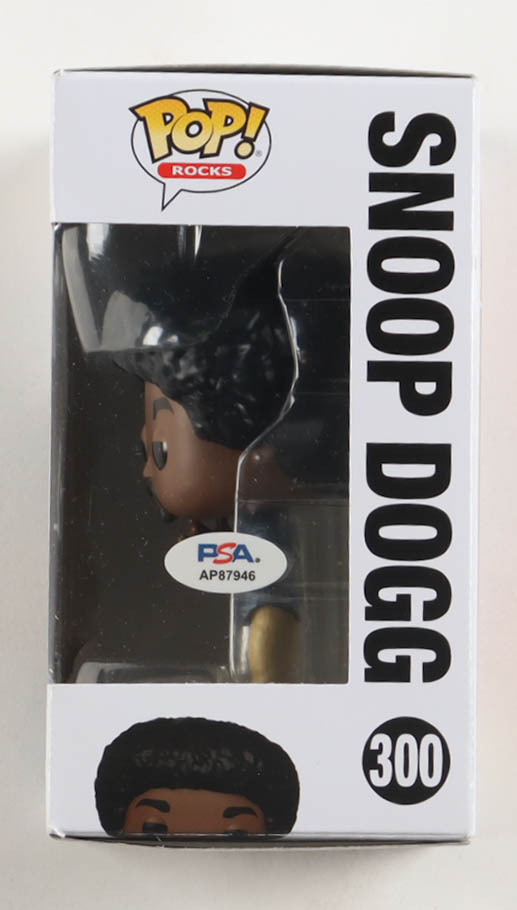 POP!
ROCKS
SNOOP DOGG
300
PSA.
AP87946